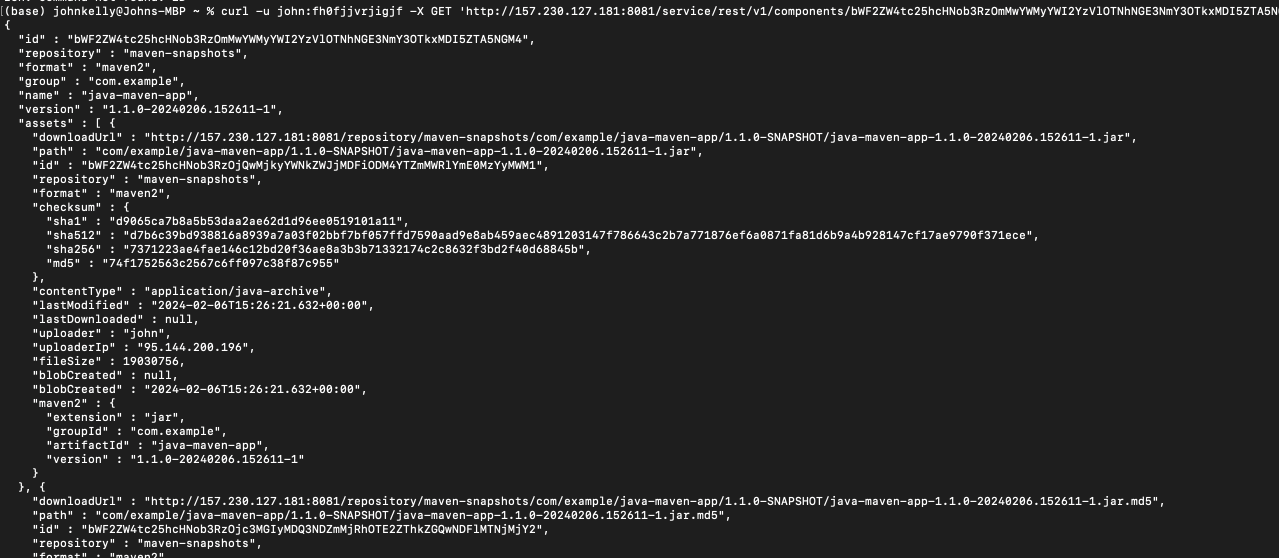 (base) johnkelly@Johns-MBP ~ % curl -u john:fh0fjjvrjigjf -X GET 'http://157.230.127.181:8081/service/rest/v1/components/bWF2ZW4tc25hcHNob3RzOmMwYWMyYWI2YzVlOTNhNGE3NmY3OTkxMDI5ZTA5N
{
"id" : "bWF2ZW4tc25hcHNob3RzOmMwYWMyYWI2YzVlOTNhNGE3NmY3OTkxMDI5ZTA5NGM4",
"repository" : "maven-snapshots",
"format" : "maven2",
"group" : "com.example",
"name" : "java-maven-app",
"version" : "1.1.0-20240206.152611-1",
"assets" : [ {
"downloadUrl" : "http://157.230.127.181:8081/repository/maven-snapshots/com/example/java-maven-app/1.1.0-SNAPSHOT/java-maven-app-1.1.0-20240206.152611-1.jar",
"path" : "com/example/java-maven-app/1.1.0-SNAPSHOT/java-maven-app-1.1.0-20240206.152611-1.jar",
"id" : "bWF2ZW4tc25hcHNob3RzOjQwMjkyYWNkZWJjMDFiODM4YTZmMWRlYmE0MzYyMWM1",
"repository" : "maven-snapshots",
"format" : "maven2",
"checksum" : {
"sha1" : "d9065ca7b8a5b53daa2ae62d1d96ee0519101a11",
"sha512" : "d7b6c39bd938816a8939a7a03f02bbf7bf057ffd7590aad9e8ab459aec4891203147f786643c2b7a771876ef6a0871fa81d6b9a4b928147cf17ae9790f371ece",
"sha256" : "7371223ae4fae146c12bd20f36ae8a3b3b71332174c2c8632f3bd2f40d68845b",
"md5" : "74f1752563c2567c6ff097c38f87c955"
},
"contentType" : "application/java-archive",
"lastModified" : "2024-02-06T15:26:21.632+00:00",
"lastDownloaded" : null,
"uploader" : "john",
"uploaderIp" : "95.144.200.196",
"fileSize" : 19030756,
"blobCreated" : null,
"blobCreated" : "2024-02-06T15:26:21.632+00:00",
"maven2" : {
"extension" : "jar",
"groupId" : "com.example",
"artifactId" : "java-maven-app",
"version" : "1.1.0-20240206.152611-1"
}
}, {
"downloadUrl" : "http://157.230.127.181:8081/repository/maven-snapshots/com/example/java-maven-app/1.1.0-SNAPSHOT/java-maven-app-1.1.0-20240206.152611-1.jar.md5",
"path" : "com/example/java-maven-app/1.1.0-SNAPSHOT/java-maven-app-1.1.0-20240206.152611-1.jar.md5",
"id" : "bWF2ZW4tc25hcHNob3RzOjc3MGIyMDQ3NDZmMjRhOTE2ZThkZGQwNDFlMTNjMjY2",
"repository" : "maven-snapshots",
"format" : "maven2",